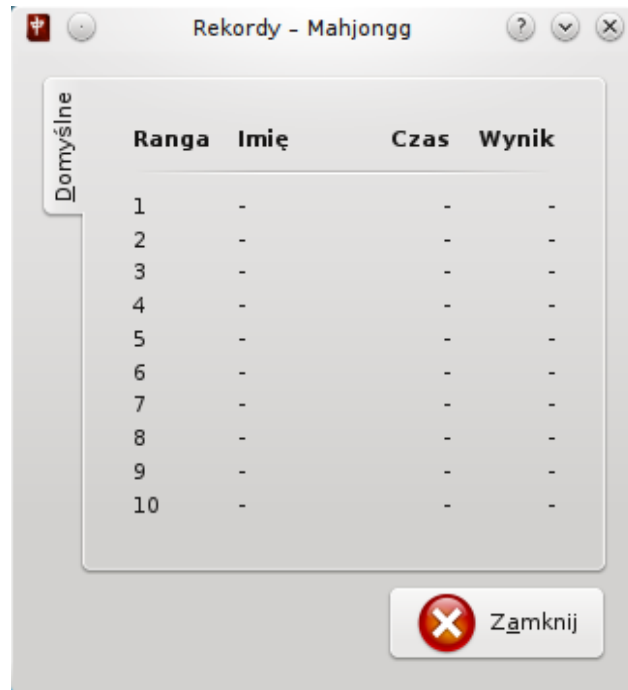 Rekordy – Mahjongg
Domyślne
Ranga Imię Czas Wynik
1 - - -
2 - - -
3 - - -
4 - - -
5 - - -
6 - - -
7 - - -
8 - - -
9 - - -
10 - - -
Zamknij